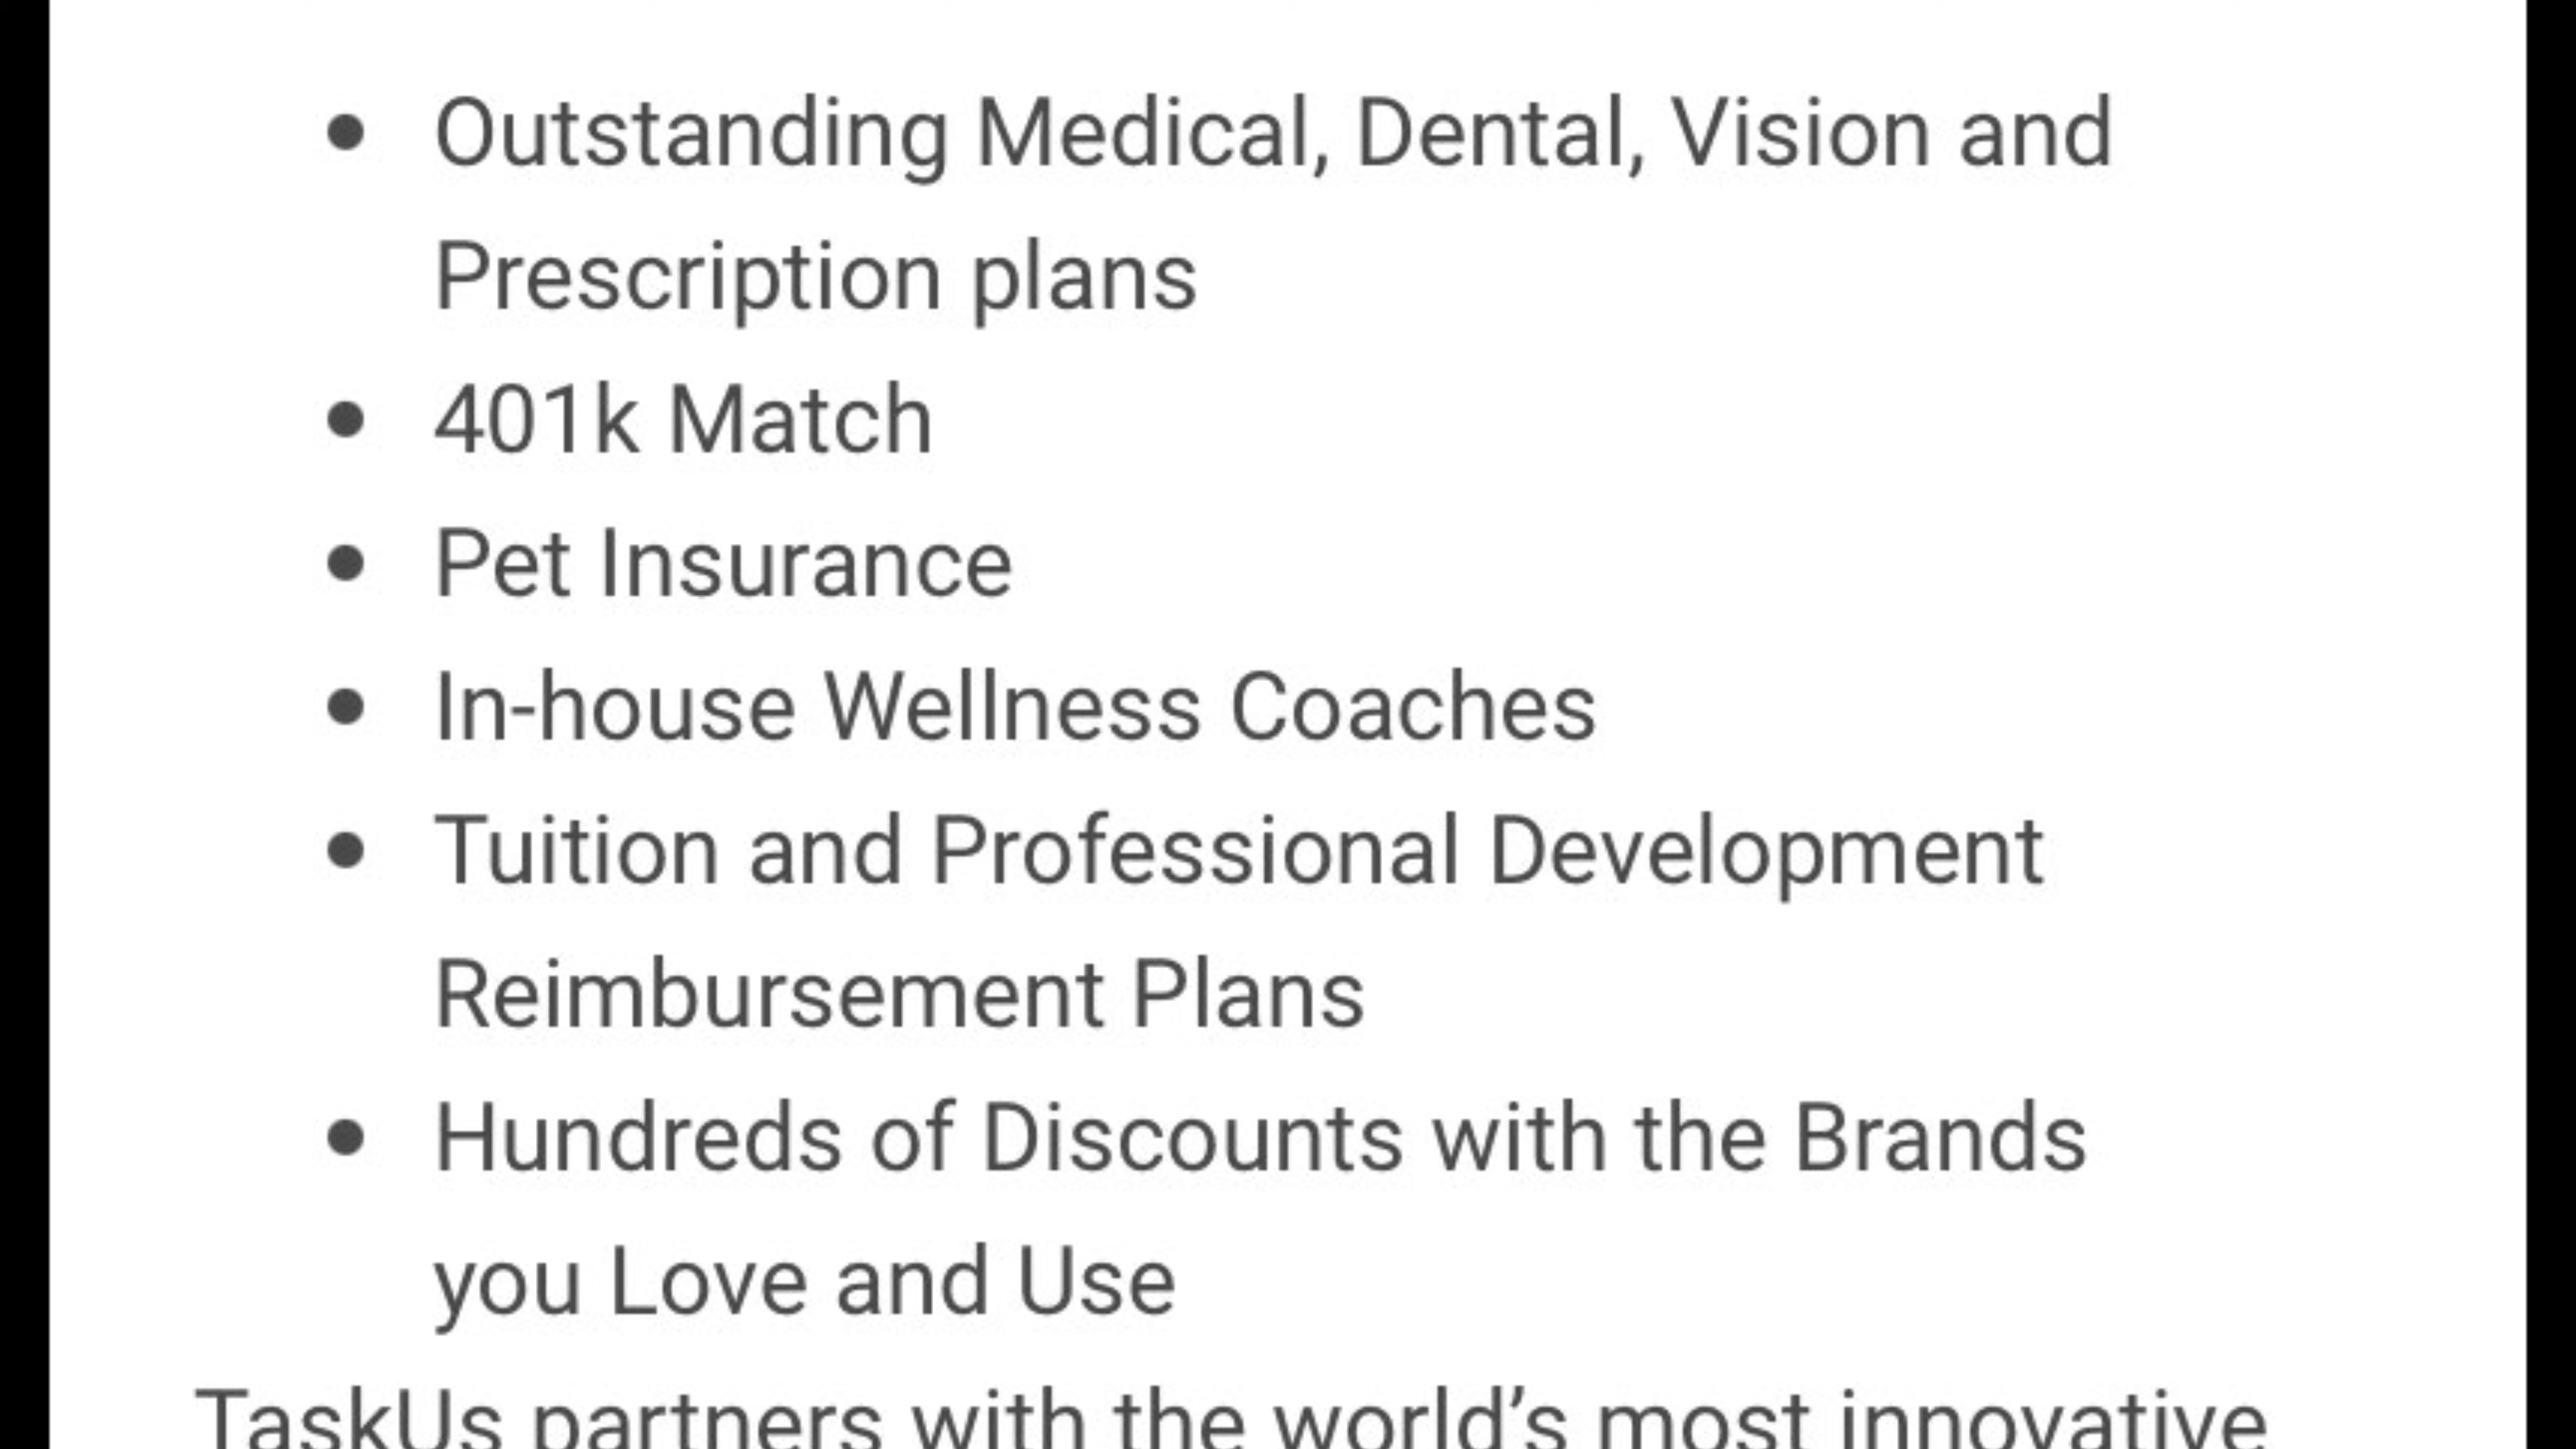 • Outstanding Medical, Dental, Vision and
Prescription plans
• 401k Match
• Pet Insurance
• In-house Wellness Coaches
• Tuition and Professional Development
Reimbursement Plans
• Hundreds of Discounts with the Brands
you Love and Use
TaskUs partners with the world’s most innovative